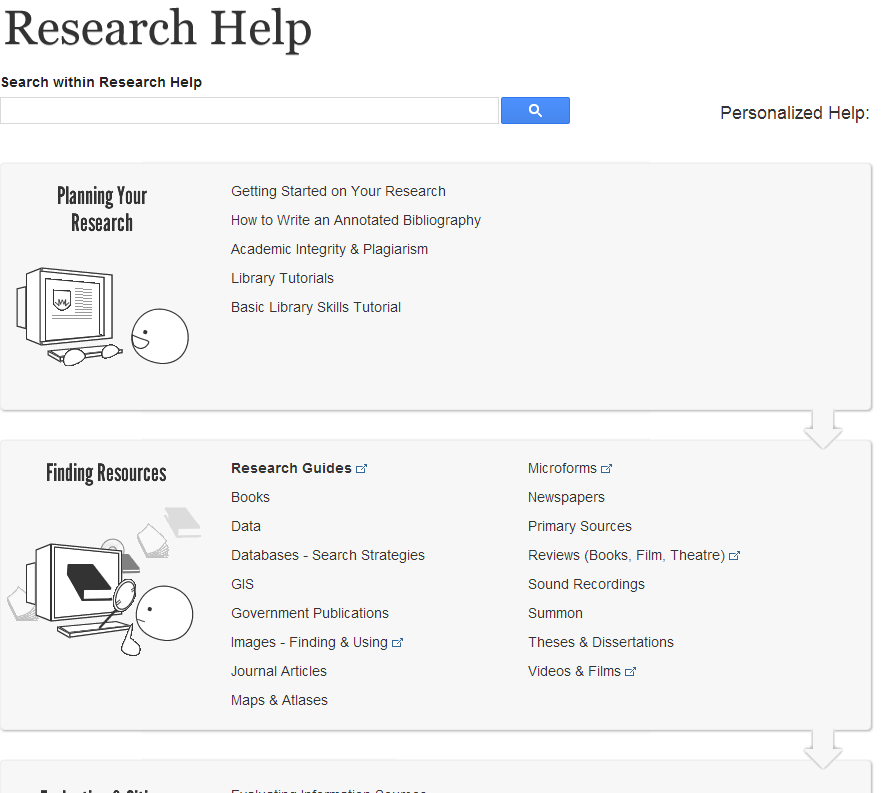 Research Help
Search within Research Help
Personalized Help:
Planning Your
Research
Getting Started on Your Research
How to Write an Annotated Bibliography
Academic Integrity & Plagiarism
Library Tutorials
Basic Library Skills Tutorial
Finding Resources
Research Guides
Books
Data
Databases - Search Strategies
GIS
Government Publications
Images - Finding & Using
Journal Articles
Maps & Atlases
Microforms
Newspapers
Primary Sources
Reviews (Books, Film, Theatre)
Sound Recordings
Summon
Theses & Dissertations
Videos & Films
Evaluating Information Sources